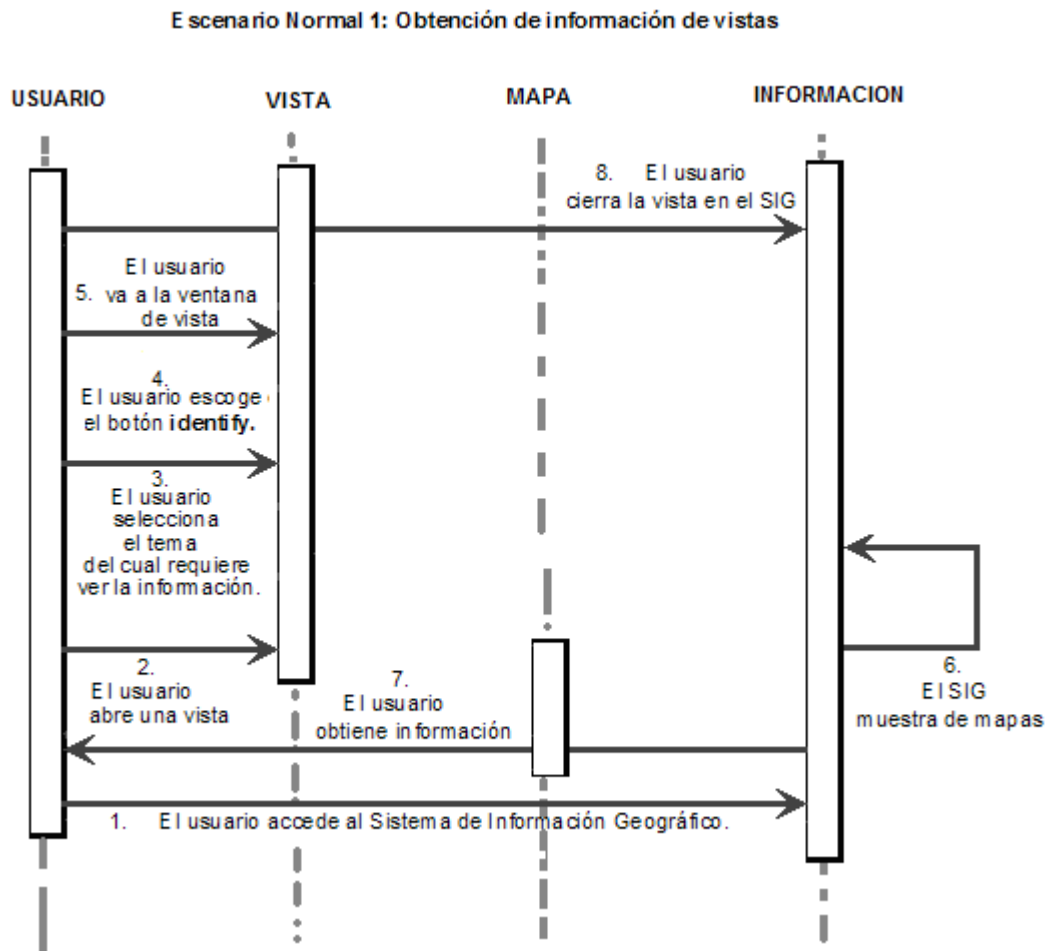 Escenario Normal 1: Obtención de información de vistas
USUARIO
VISTA
MAPA
INFORMACION
8. El usuario
cierra la vista en el SIG
El usuario
5. va a la ventana
de vista
4.
El usuario escoge
el botón identify.
3.
El usuario
selecciona
el tema
del cual requiere
ver la información.
2.
El usuario
abre una vista
7.
El usuario
obtiene información
6.
El SIG
muestra de mapas
1. El usuario accede al Sistema de Información Geográfico.